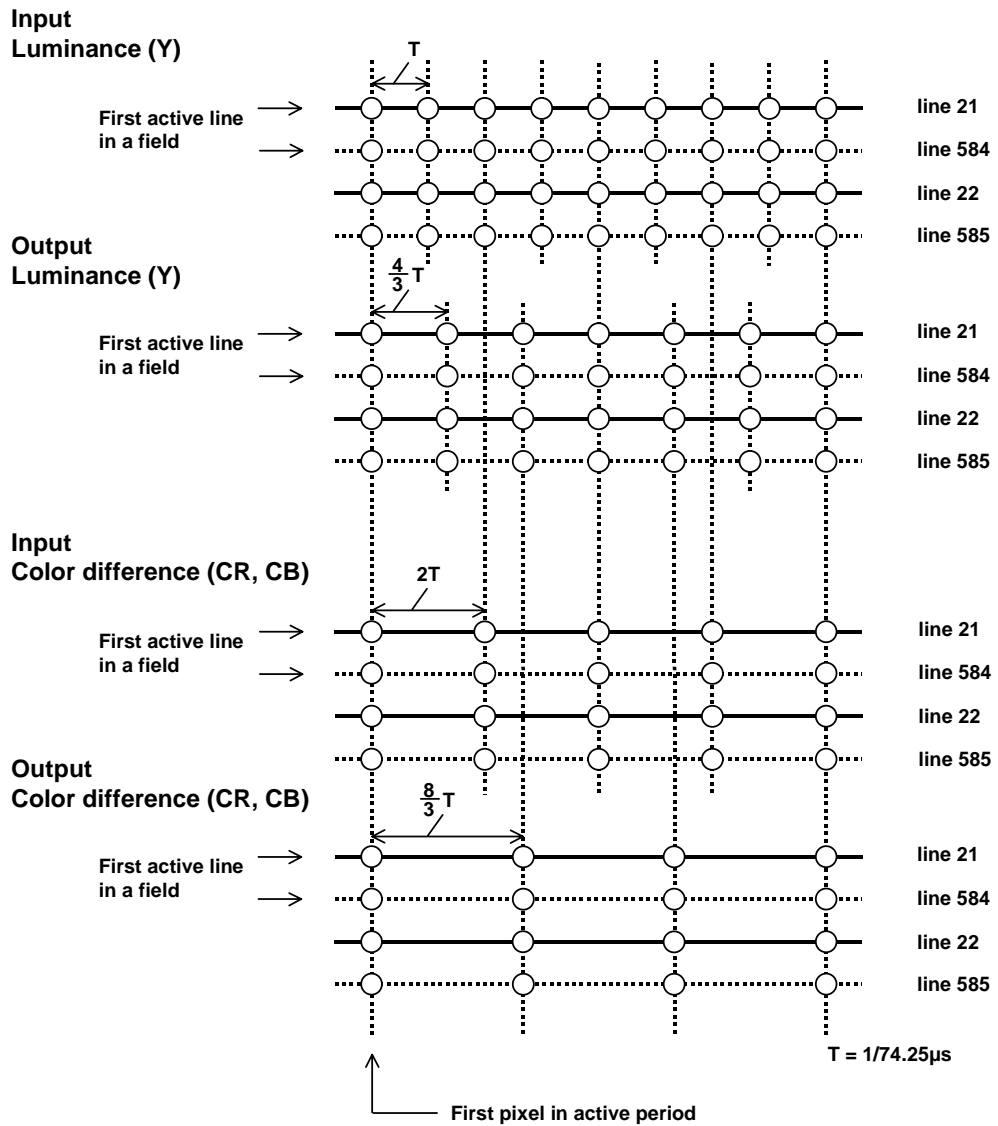 Input
Luminance (Y)
T
First active line
in a field
line 21
line 584
line 22
line 585
Output
Luminance (Y)
4/3 T
First active line
in a field
line 21
line 584
line 22
line 585
Input
Color difference (CR, CB)
2T
First active line
in a field
line 21
line 584
line 22
line 585
Output
Color difference (CR, CB)
8/3 T
First active line
in a field
line 21
line 584
line 22
line 585
T = 1/74.25µs
First pixel in active period